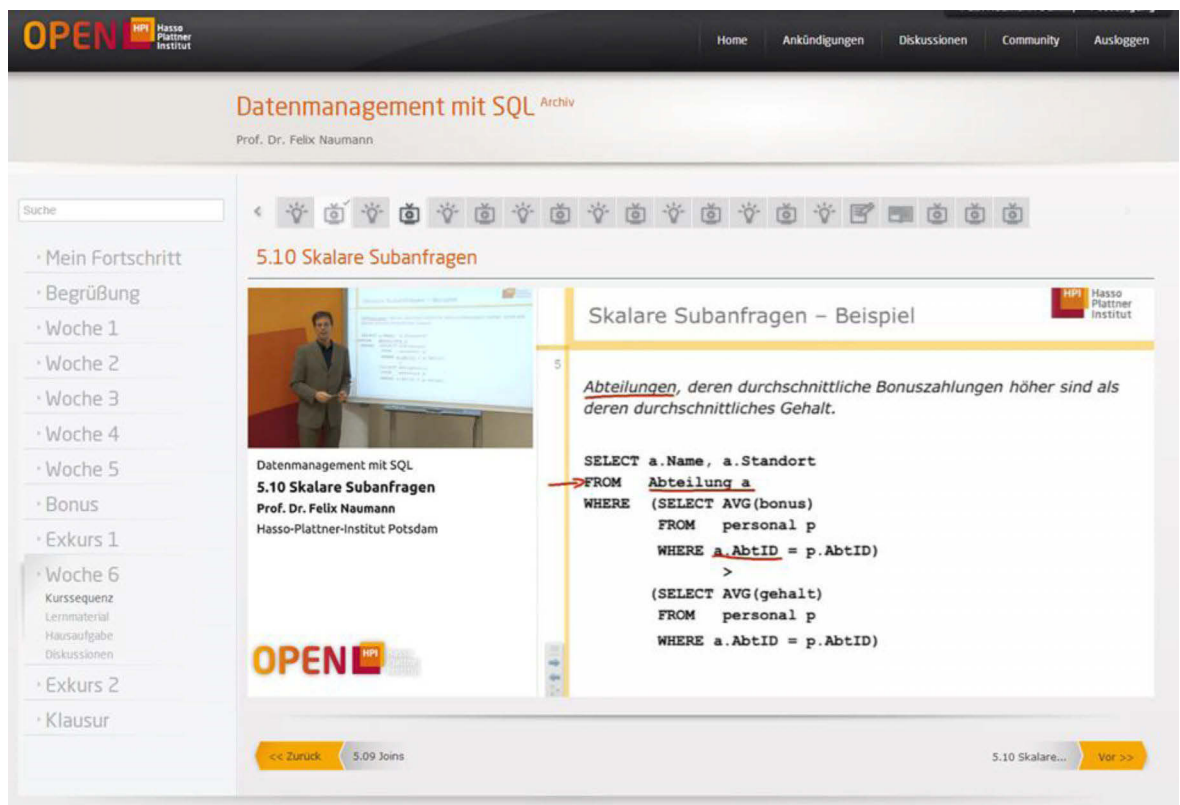 OPEN HPI Hasso
Plattner
Institut
Home Ankündigungen Diskussionen Community Ausloggen
Datenmanagement mit SQL Archiv
Prof. Dr. Felix Naumann
Suche
Mein Fortschritt
Begrüßung
Woche 1
Woche 2
Woche 3
Woche 4
Woche 5
Bonus
Exkurs 1
Woche 6
Kurssequenz
Lernmaterial
Hausaufgabe
Diskussionen
Exkurs 2
Klausur
5.10 Skalare Subanfragen
Datenmanagement mit SQL
5.10 Skalare Subanfragen
Prof. Dr. Felix Naumann
Hasso-Plattner-Institut Potsdam
OPEN HPI
Skalare Subanfragen – Beispiel
HPI Hasso
Plattner
Institut
5
Abteilungen, deren durchschnittliche Bonuszahlungen höher sind als
deren durchschnittliches Gehalt.
SELECT a.Name, a.Standort
FROM Abteilung a
WHERE (SELECT AVG(bonus)
FROM personal p
WHERE a.AbtID = p.AbtID)
>
(SELECT AVG(gehalt)
FROM personal p
WHERE a.AbtID = p.AbtID)
<< Zurück 5.09 Joins
5.10 Skalare... Vor >>